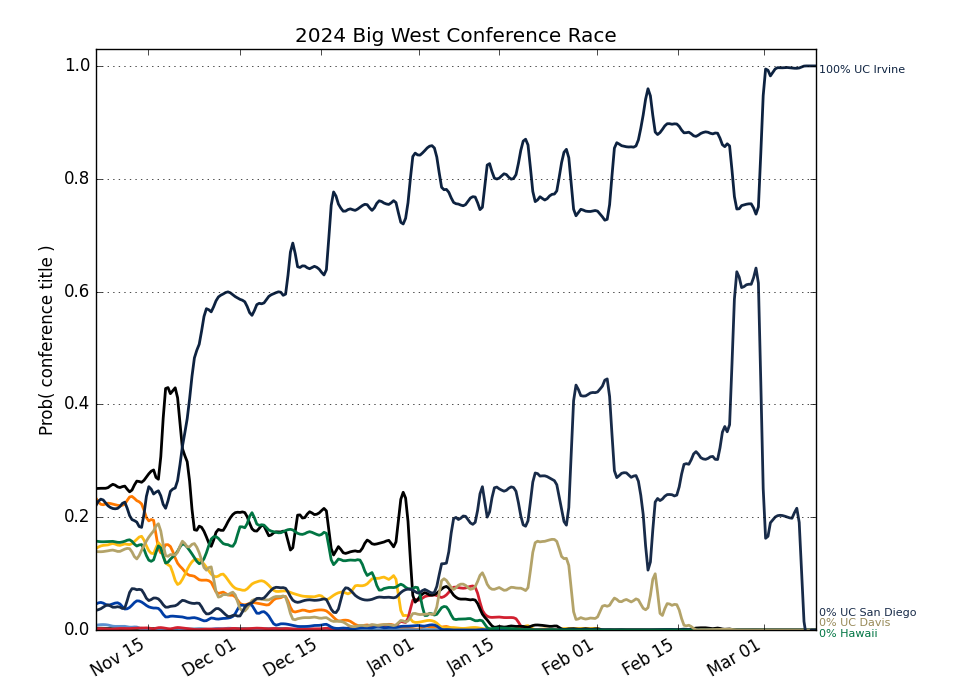 2024 Big West Conference Race
Prob( conference title )
1.0
0.8
0.6
0.4
0.2
0.0
100% UC Irvine
0% UC San Diego
0% UC Davis
0% Hawaii
Nov 15
Dec 01
Dec 15
Jan 01
Jan 15
Feb 01
Feb 15
Mar 01